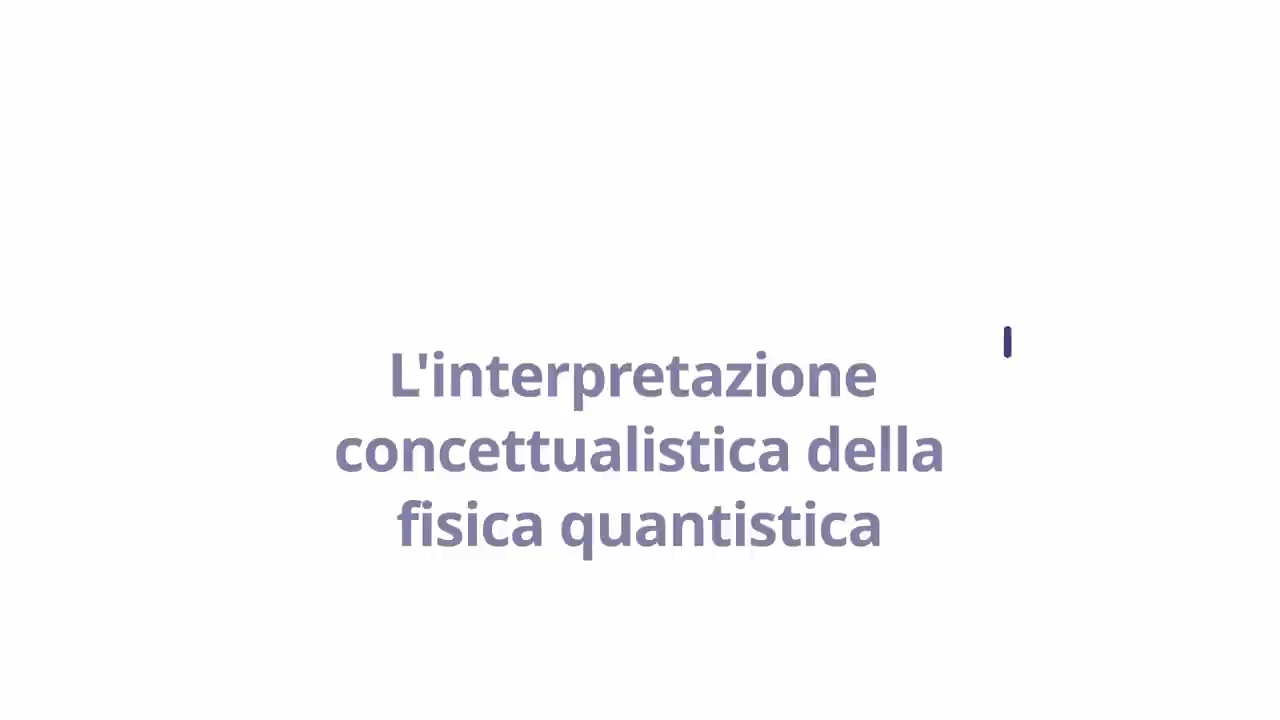 L'interpretazione
concettualistica della
fisica quantistica